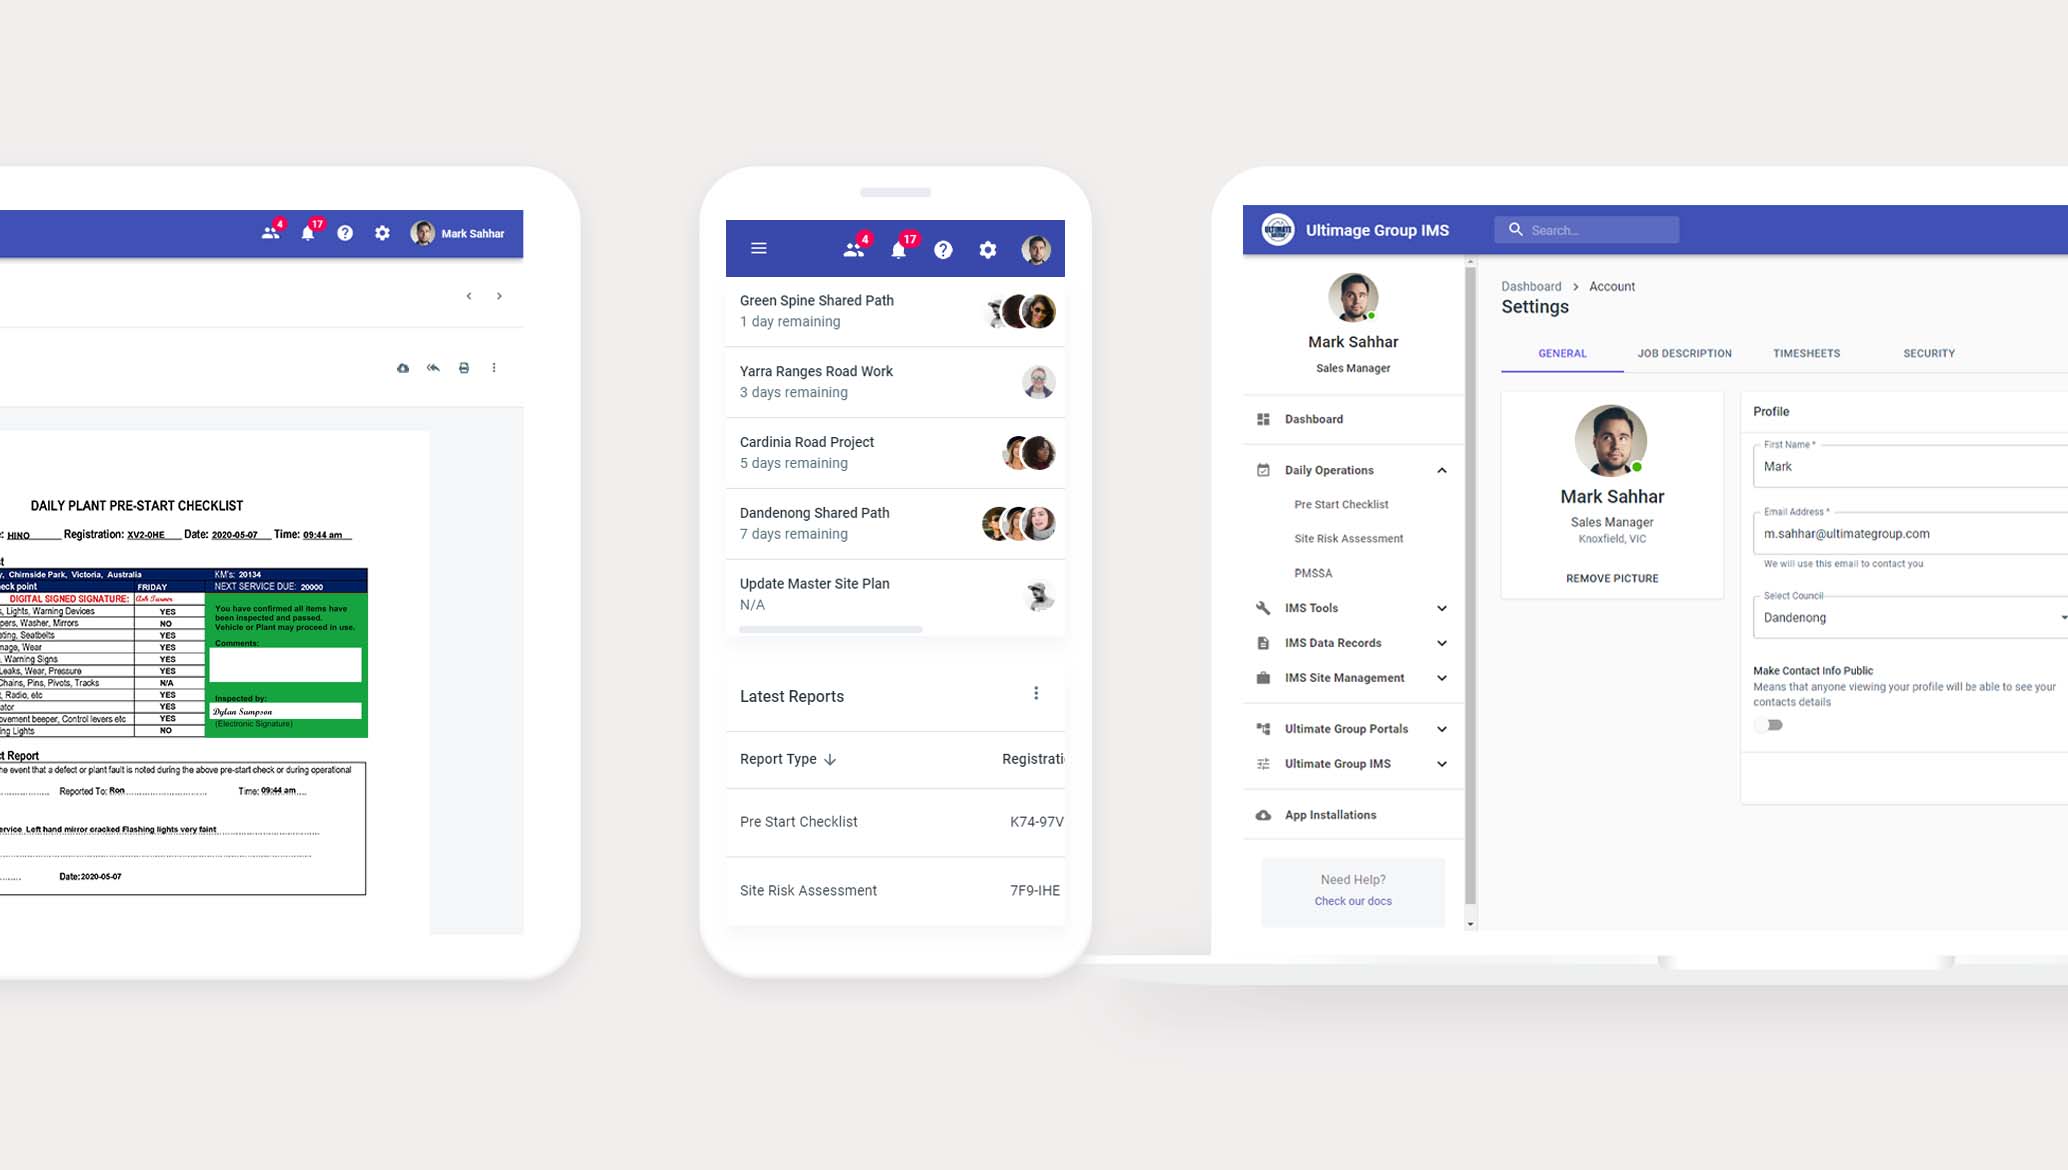 4
17
Mark Sahhar
DAILY PLANT PRE-START CHECKLIST
: HINO Registration: XV2-0HE Date: 2020-05-07 Time: 09:44 am
Chirnside Park, Victoria, Australia KM's: 20134
eck point FRIDAY NEXT SERVICE DUE: 20000
DIGITAL SIGNED SIGNATURE: Ash Turner
s, Lights, Warning Devices YES
pers, Washer, Mirrors NO
eting, Seatbelts YES
mage, Wear YES
Warning Signs YES
Leaks, Wear, Pressure YES
Chains, Pins, Pivots, Tracks N/A
t, Radio, etc YES
ator YES
ovement beeper, Control levers etc YES
ing Lights NO
You have confirmed all items have
been inspected and passed.
Vehicle or Plant may proceed in use.
Comments:
Inspected by:
Dylan Sampson
(Electronic Signature)
ct Report
he event that a defect or plant fault is noted during the above pre-start check or during operational
Reported To: Ron Time: 09:44 am
ervice Left hand mirror cracked Flashing lights very faint
Date: 2020-05-07
4
17
Green Spine Shared Path
1 day remaining
Yarra Ranges Road Work
3 days remaining
Cardinia Road Project
5 days remaining
Dandenong Shared Path
7 days remaining
Update Master Site Plan
N/A
Latest Reports
Report Type Registrati
Pre Start Checklist K74-97V
Site Risk Assessment 7F9-IHE
ULTIMATE
Ultimage Group IMS
Search...
Mark Sahhar
Sales Manager
Dashboard
Daily Operations
Pre Start Checklist
Site Risk Assessment
PMSSA
IMS Tools
IMS Data Records
IMS Site Management
Ultimate Group Portals
Ultimate Group IMS
App Installations
Need Help?
Check our docs
Dashboard > Account
Settings
GENERAL JOB DESCRIPTION TIMESHEETS SECURITY
Mark Sahhar
Sales Manager
Knoxfield, VIC
REMOVE PICTURE
Profile
First Name *
Mark
Email Address *
m.sahhar@ultimategroup.com
We will use this email to contact you
Select Council
Dandenong
Make Contact Info Public
Means that anyone viewing your profile will be able to see your
contacts details